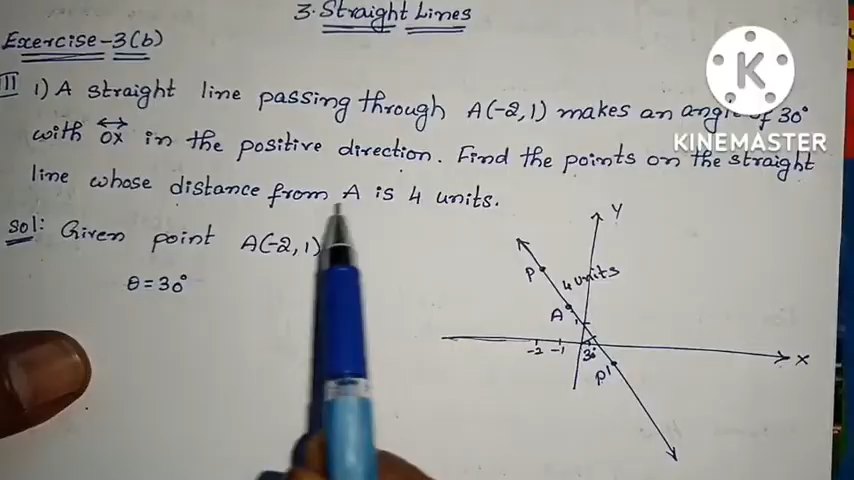 3. Straight Lines
Exercise-3(b)
III 1) A straight line passing through A(-2,1) makes an angle of 30°
with OX in the positive direction. Find the points on the straight
line whose distance from A is 4 units.
Sol: Given point A(-2,1)
θ=30°
Y
P
4 units
A
1
-2 -1 30°
X
P'
K
KINEMASTER